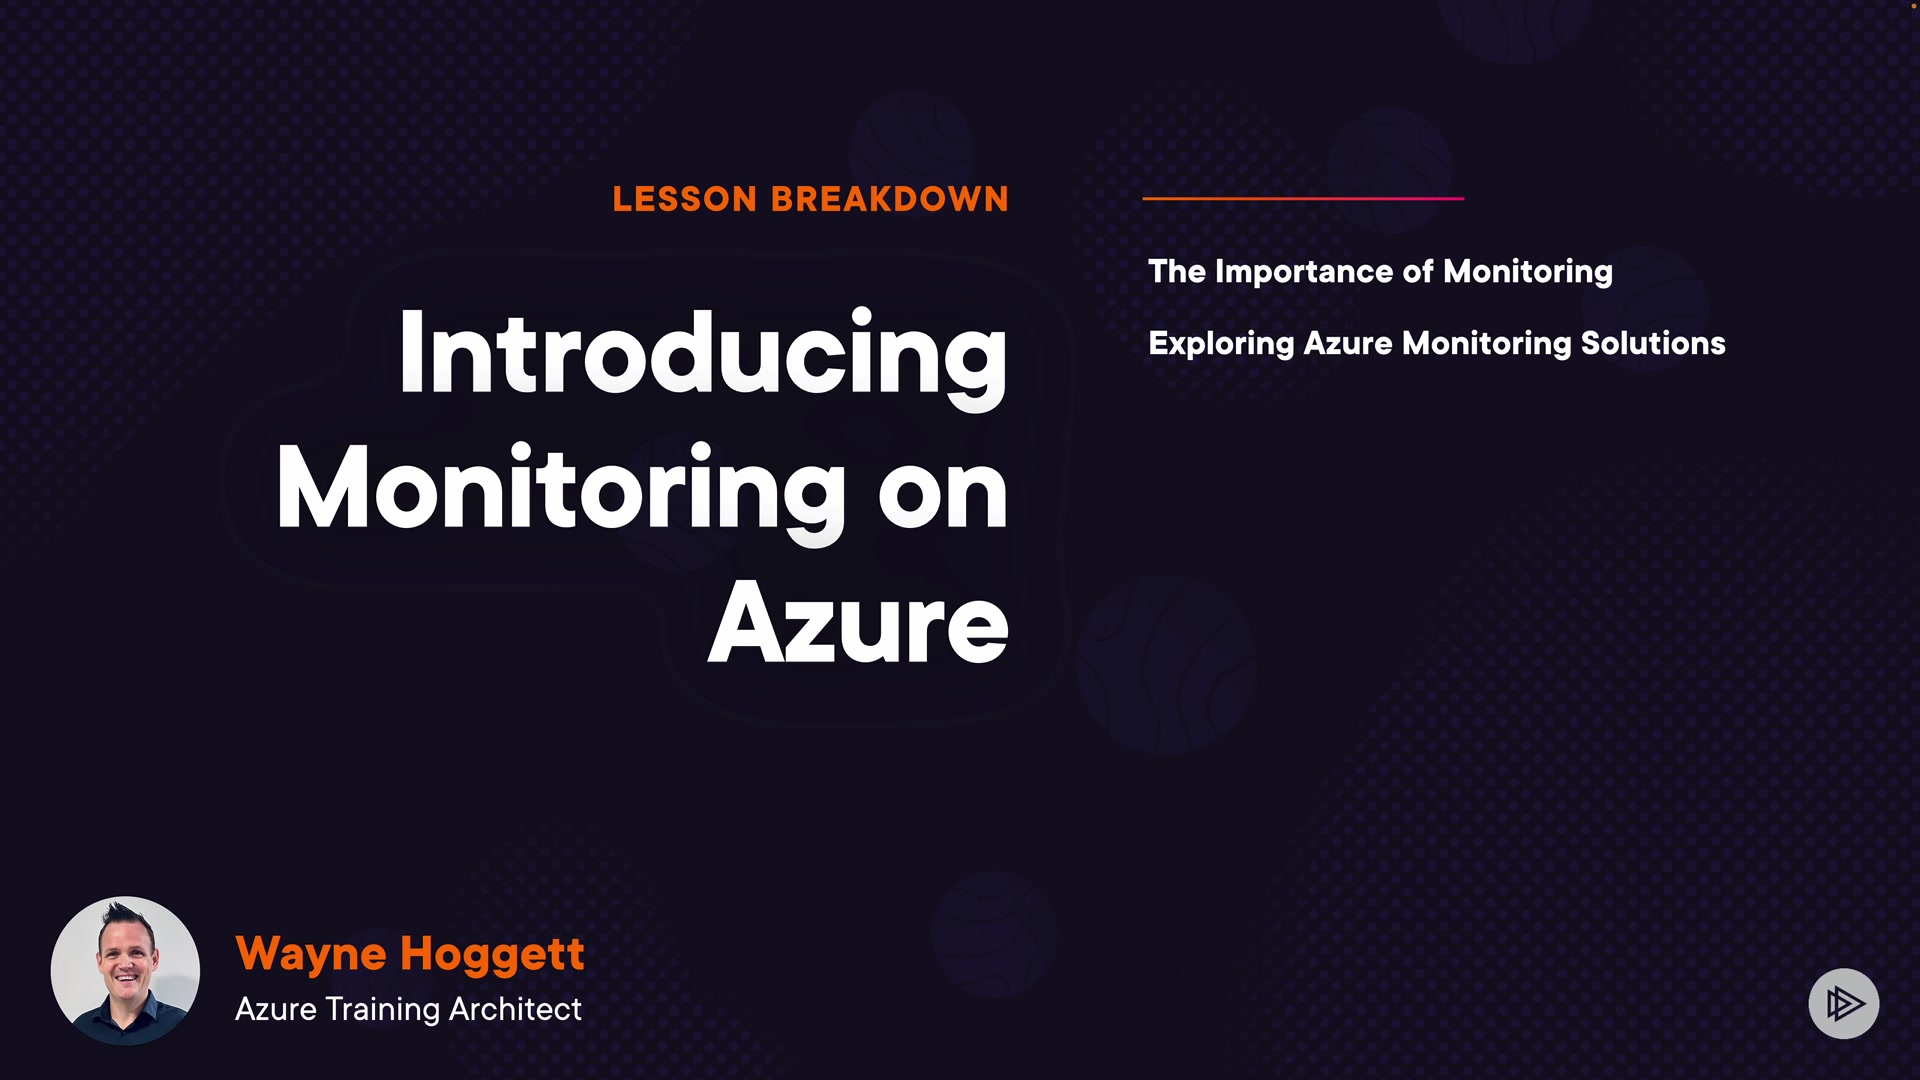 LESSON BREAKDOWN
Introducing
Monitoring on
Azure
The Importance of Monitoring
Exploring Azure Monitoring Solutions
Wayne Hoggett
Azure Training Architect